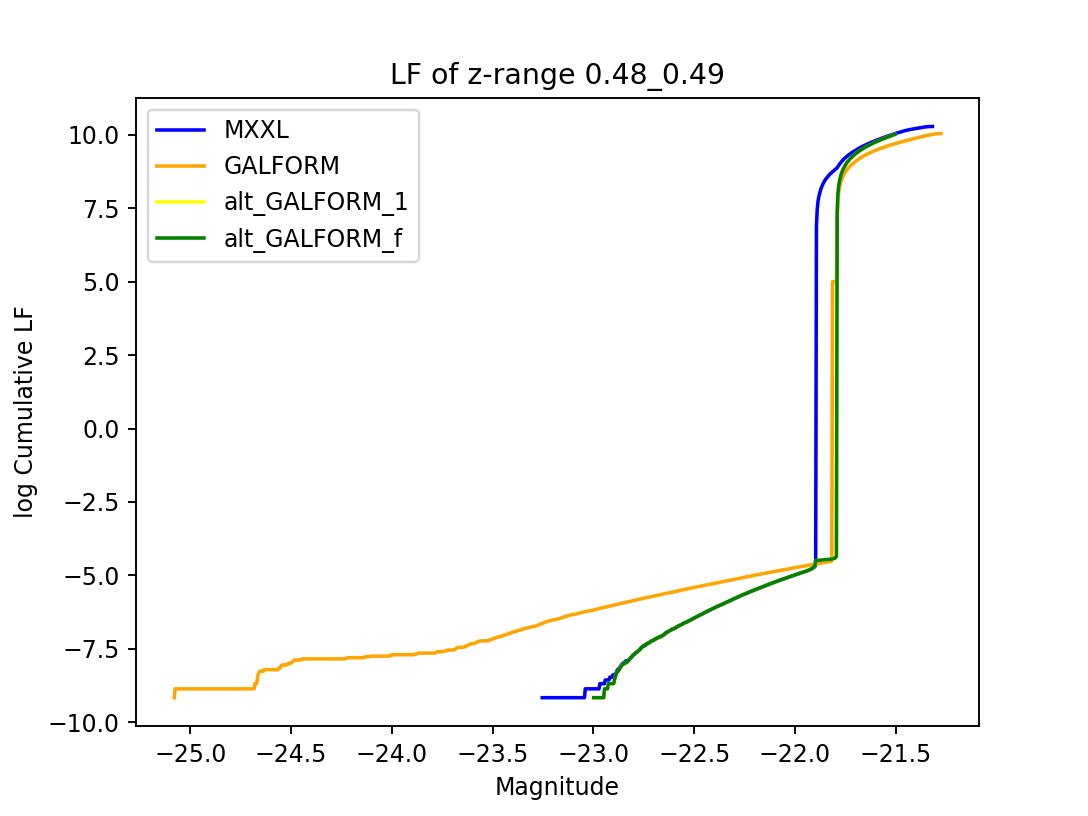 LF of z-range 0.48_0.49
MXXL
GALFORM
alt_GALFORM_1
alt_GALFORM_f
log Cumulative LF
10.0
7.5
5.0
2.5
0.0
−2.5
−5.0
−7.5
−10.0
−25.0 −24.5 −24.0 −23.5 −23.0 −22.5 −22.0 −21.5
Magnitude